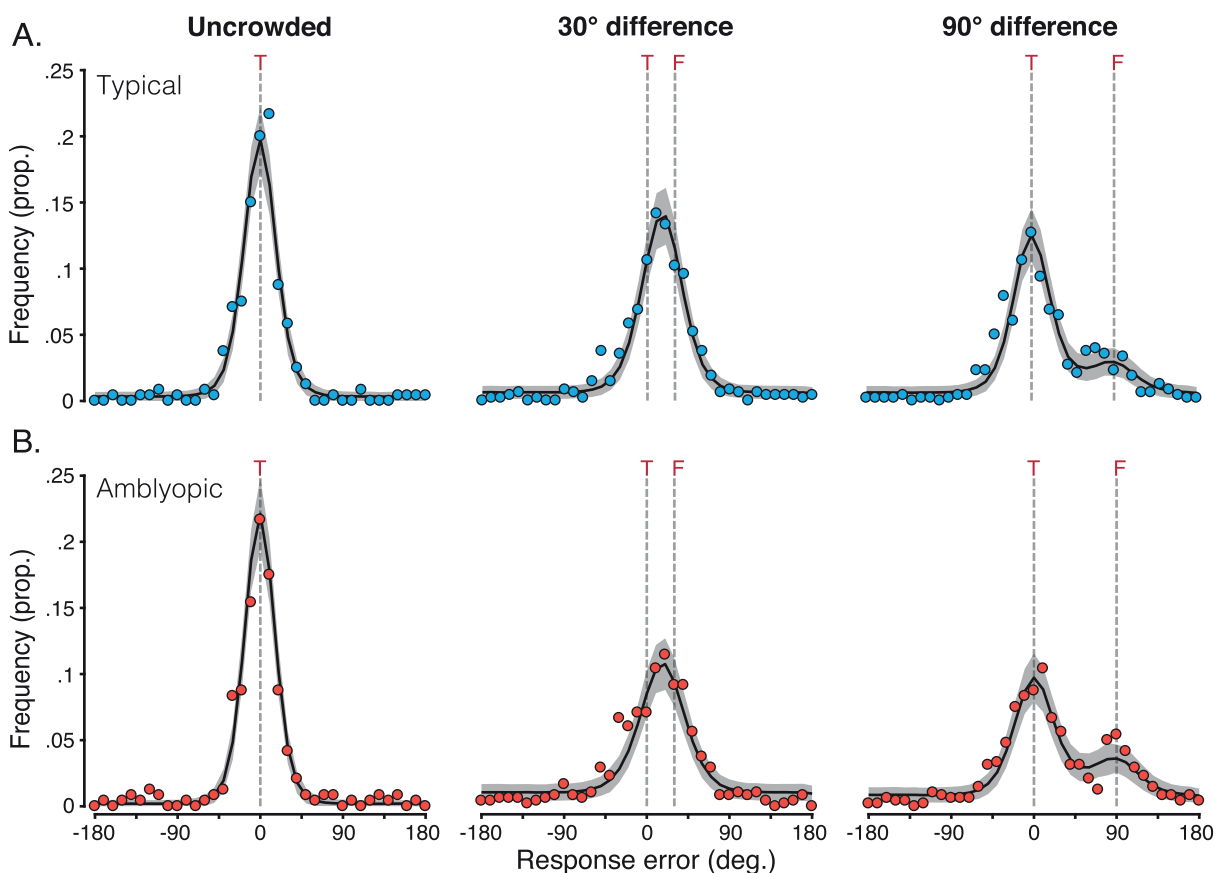 A.
Uncrowded
30° difference
90° difference
T
T F
T F
Typical
Frequency (prop.)
.25
.2
.15
.1
.05
0
B.
T
T F
T F
Amblyopic
Frequency (prop.)
.25
.2
.15
.1
.05
0
-180 -90 0 90 180
-180 -90 0 90 180
-180 -90 0 90 180
Response error (deg.)